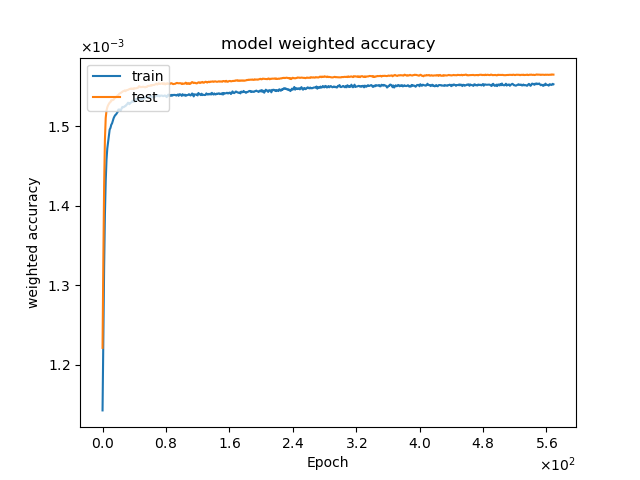 ×10⁻³
model weighted accuracy
train
test
1.5
1.4
1.3
1.2
weighted accuracy
0.0 0.8 1.6 2.4 3.2 4.0 4.8 5.6
Epoch
×10²